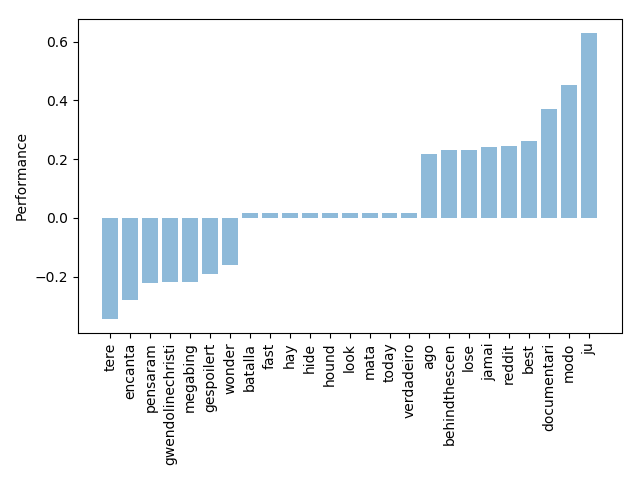 0.6
0.4
0.2
0.0
−0.2
Performance
tere
encanta
pensaram
gwendolinechristi
megabing
gespoilert
wonder
batalla
fast
hay
hide
hound
look
mata
today
verdadeiro
ago
behindthescen
lose
jamai
reddit
best
documentari
modo
ju